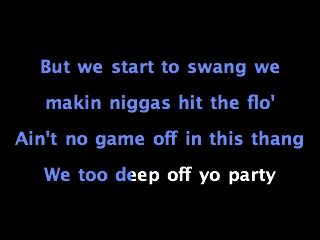 But we start to swang we
makin niggas hit the flo'
Ain't no game off in this thang
We too deep off yo party